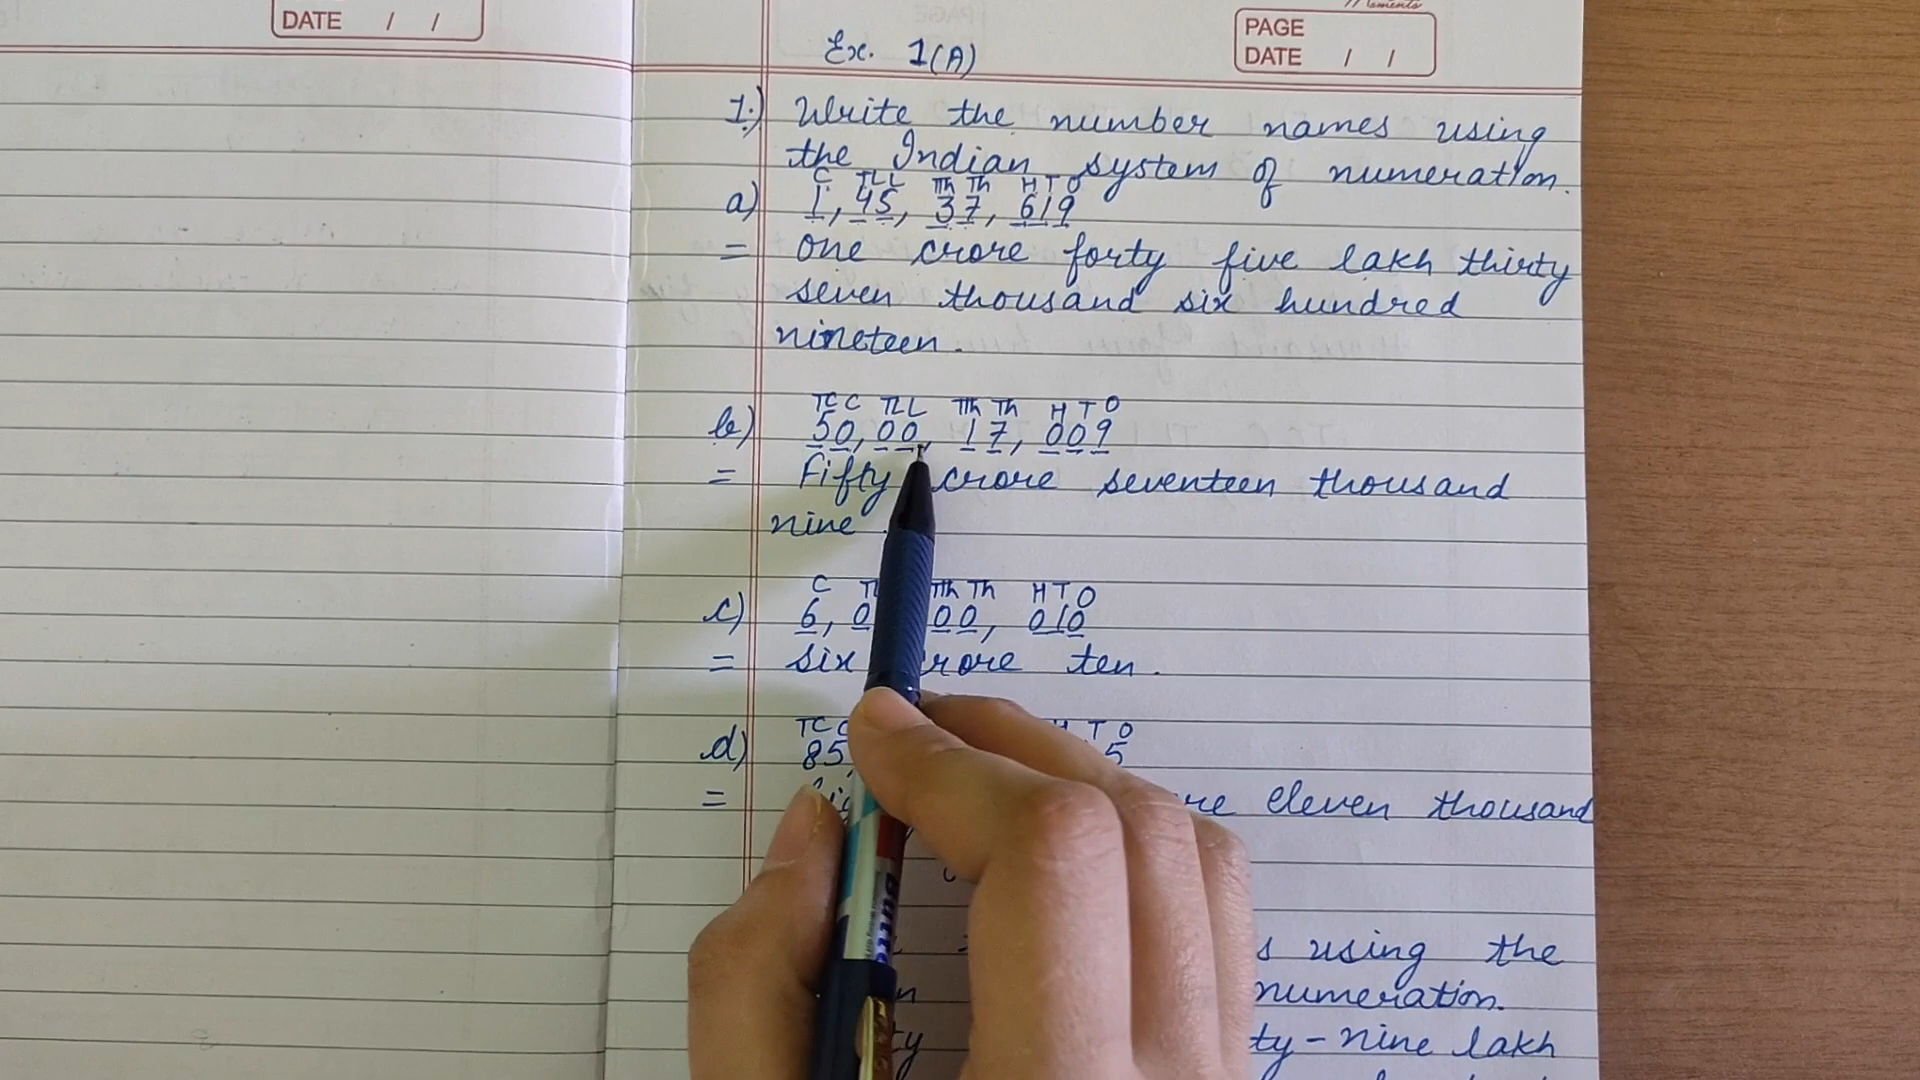 DATE / /
Moments
PAGE
DATE / /
Ex. 1(A)
1.) Write the number names using
the Indian system of numeration.
C TL L TTh Th H T O
a) 1, 45, 37, 619
= One crore forty five lakh thirty
seven thousand six hundred
nineteen.
TC C TL L TTh Th H T O
b) 50, 00, 17, 009
= Fifty crore seventeen thousand
nine
C TTh Th H T O
c) 6, 0 00, 010
= six crore ten.
TC C H T O
d) 85, 5
= eleven thousand
using the
numeration.
ty-nine lakh